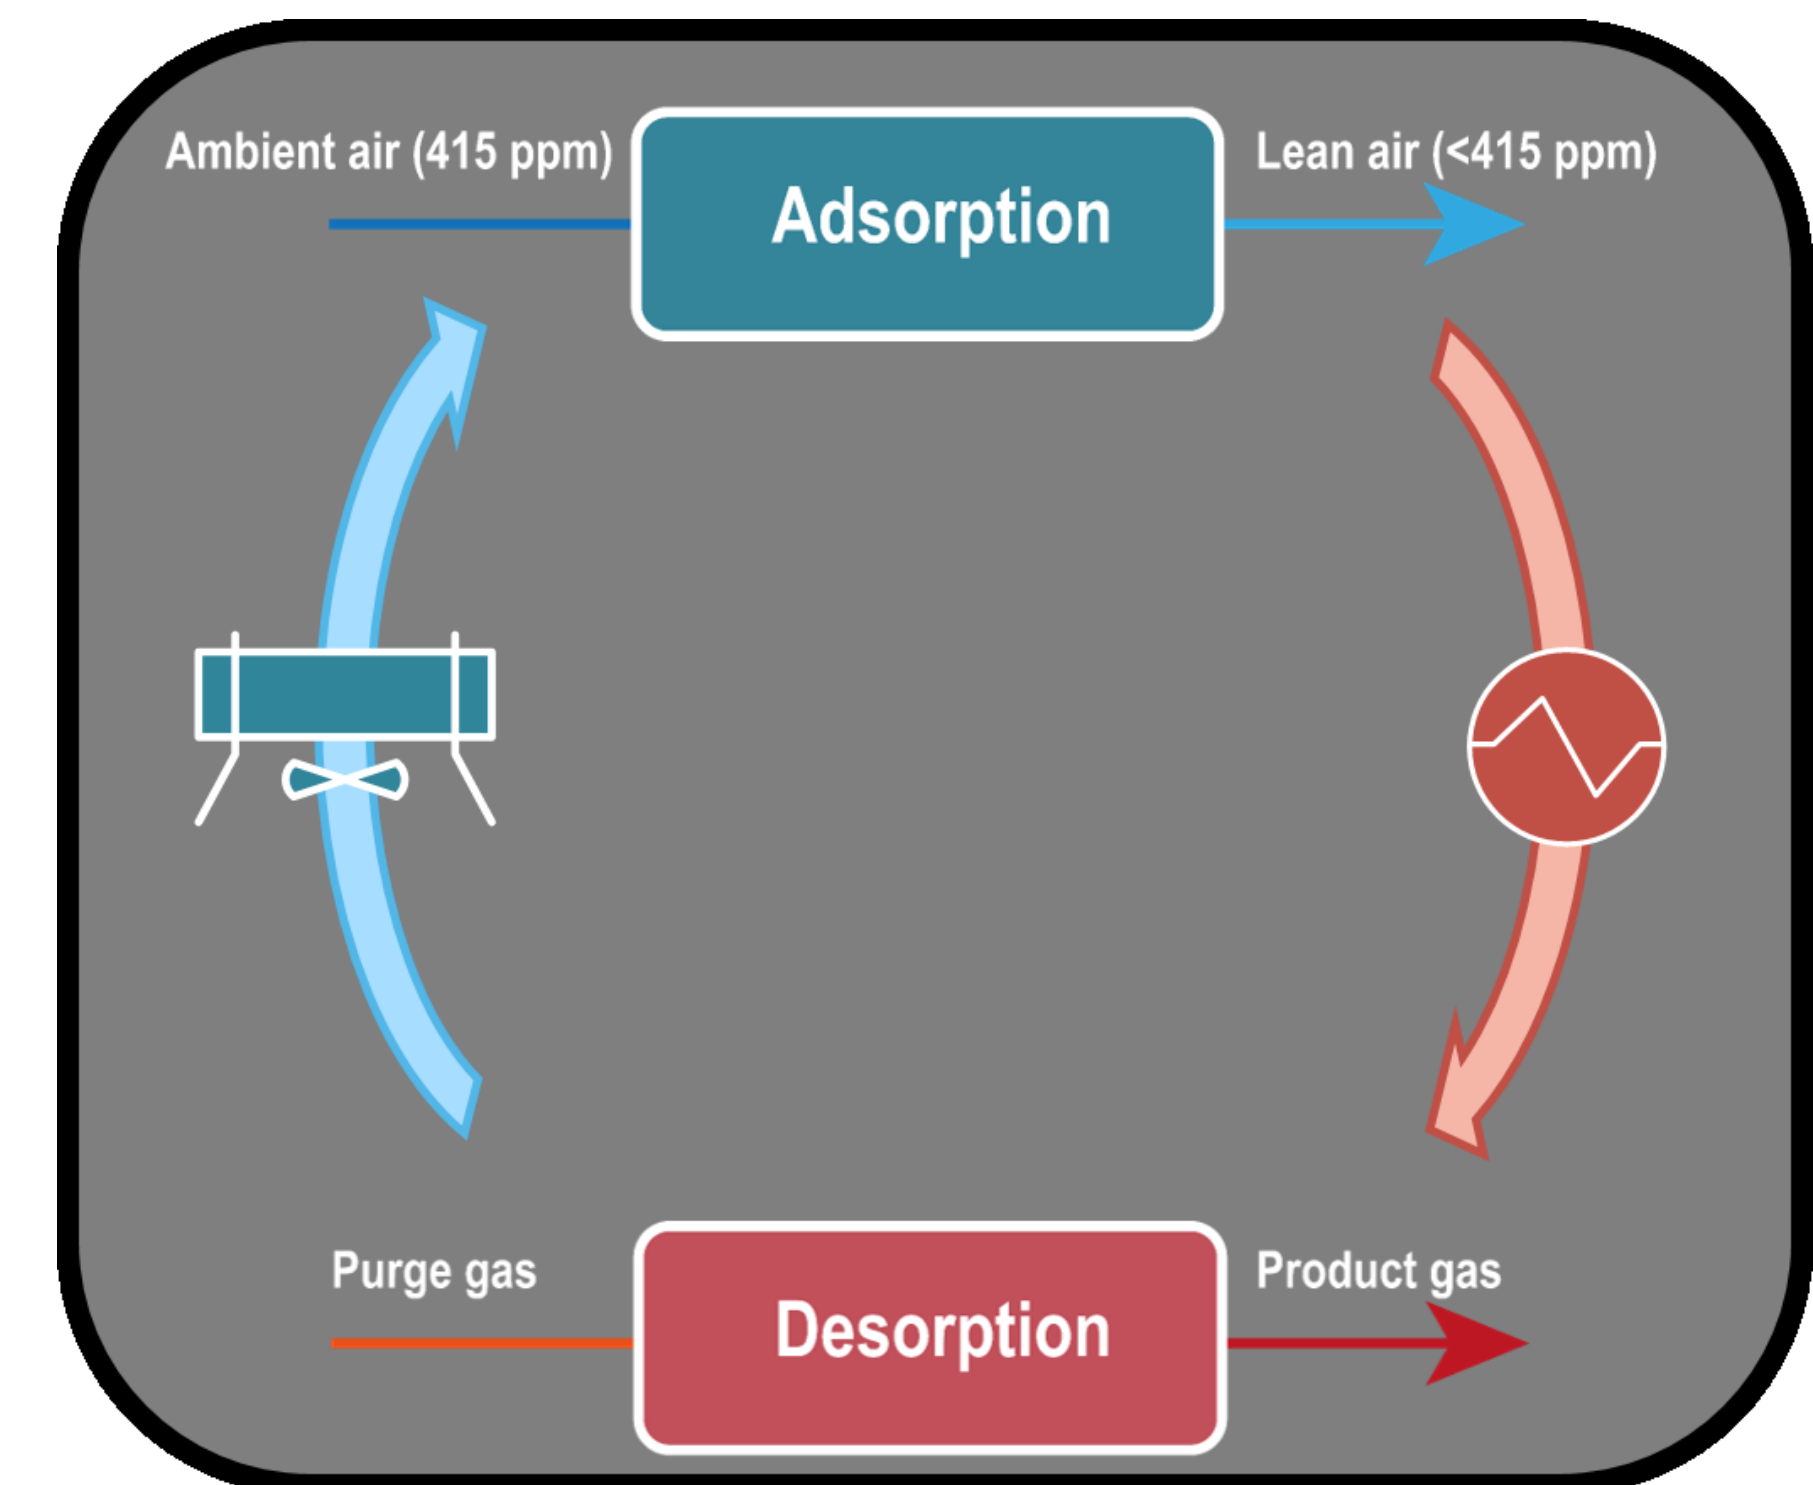 Ambient air (415 ppm)
Adsorption
Lean air (<415 ppm)
Purge gas
Desorption
Product gas